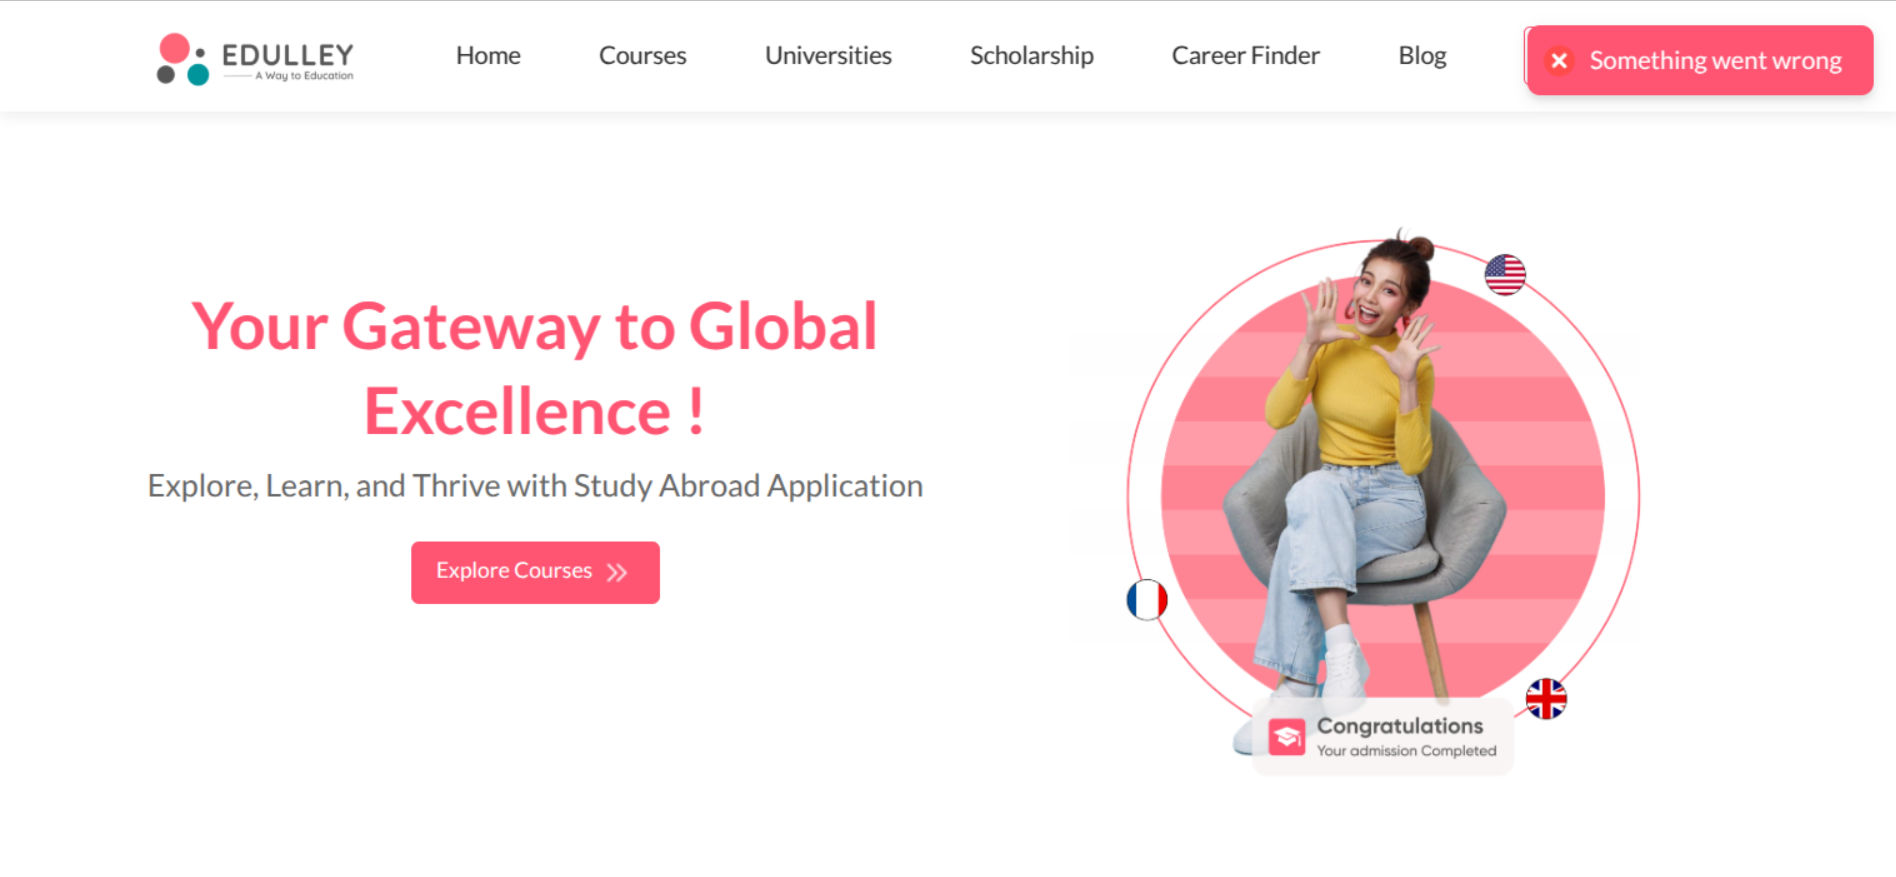 EDULLEY
A Way to Education
Home
Courses
Universities
Scholarship
Career Finder
Blog
Something went wrong
Your Gateway to Global
Excellence !
Explore, Learn, and Thrive with Study Abroad Application
Explore Courses
Congratulations
Your admission Completed